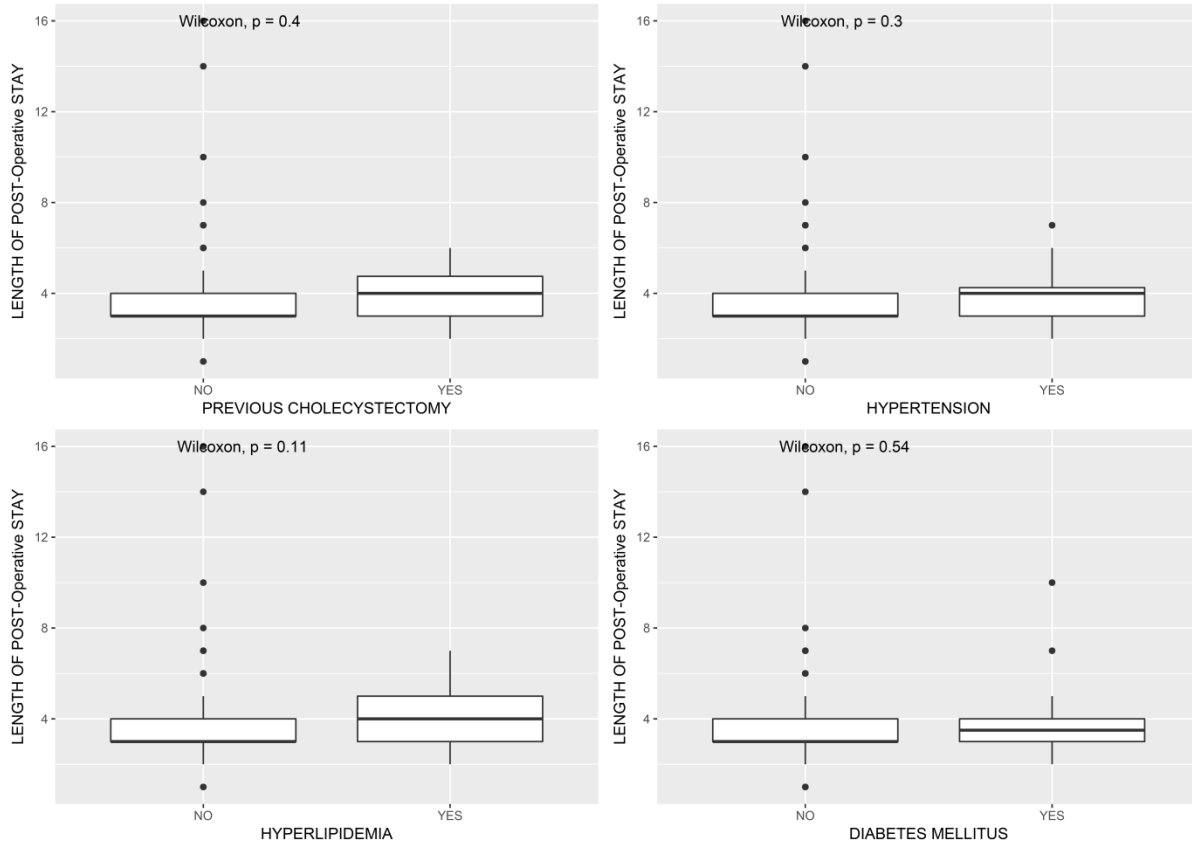 Wilcoxon, p = 0.4
16
12
8
4
LENGTH OF POST-Operative STAY
NO
YES
PREVIOUS CHOLECYSTECTOMY
Wilcoxon, p = 0.3
16
12
8
4
LENGTH OF POST-Operative STAY
NO
YES
HYPERTENSION
Wilcoxon, p = 0.11
16
12
8
4
LENGTH OF POST-Operative STAY
NO
YES
HYPERLIPIDEMIA
Wilcoxon, p = 0.54
16
12
8
4
LENGTH OF POST-Operative STAY
NO
YES
DIABETES MELLITUS